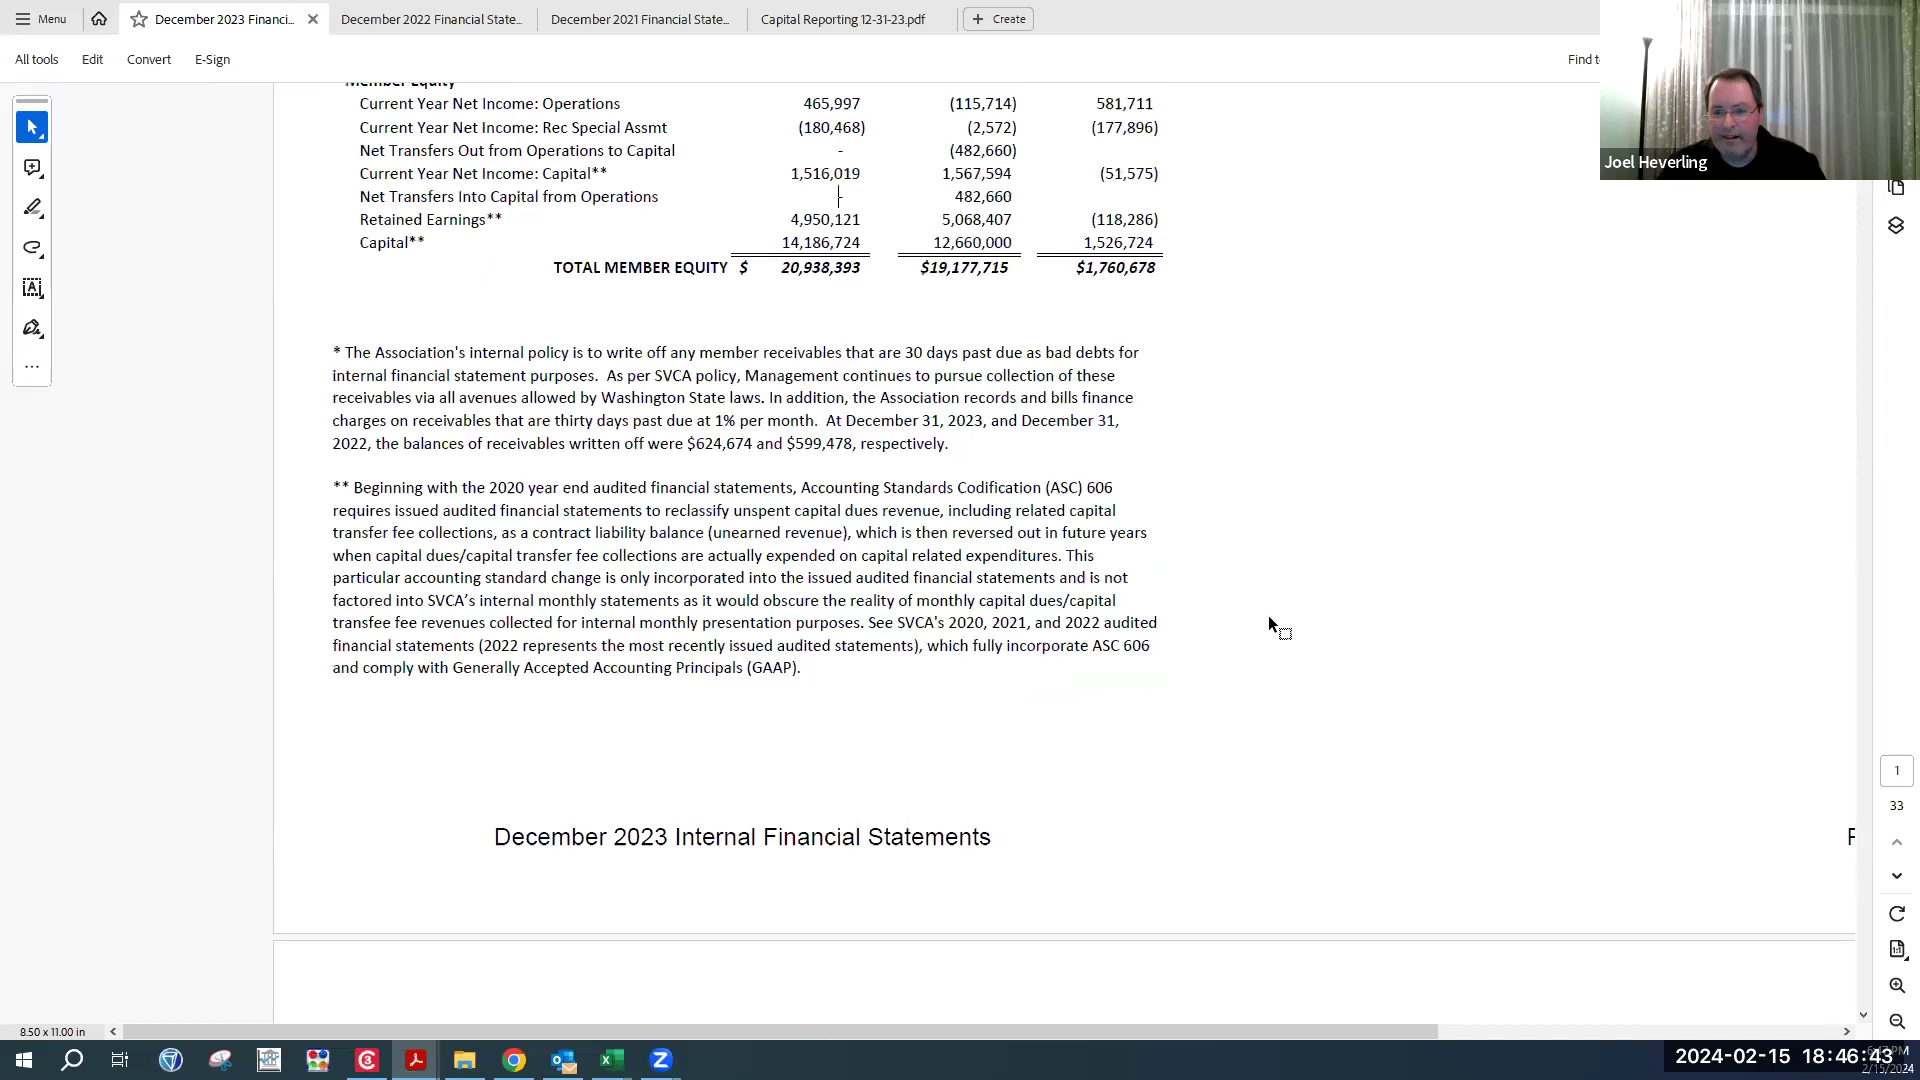 December 2023 Financi...
December 2022 Financial State...
December 2021 Financial State...
Capital Reporting 12-31-23.pdf
Create
Menu
All tools
Edit
Convert
E-Sign
Joel Heverling
Member Equity
Current Year Net Income: Operations 465,997 (115,714) 581,711
Current Year Net Income: Rec Special Assmt (180,468) (2,572) (177,896)
Net Transfers Out from Operations to Capital - (482,660)
Current Year Net Income: Capital** 1,516,019 1,567,594 (51,575)
Net Transfers Into Capital from Operations - 482,660
Retained Earnings** 4,950,121 5,068,407 (118,286)
Capital** 14,186,724 12,660,000 1,526,724
TOTAL MEMBER EQUITY $ 20,938,393 $19,177,715 $1,760,678
* The Association's internal policy is to write off any member receivables that are 30 days past due as bad debts for
internal financial statement purposes. As per SVCA policy, Management continues to pursue collection of these
receivables via all avenues allowed by Washington State laws. In addition, the Association records and bills finance
charges on receivables that are thirty days past due at 1% per month. At December 31, 2023, and December 31,
2022, the balances of receivables written off were $624,674 and $599,478, respectively.
** Beginning with the 2020 year end audited financial statements, Accounting Standards Codification (ASC) 606
requires issued audited financial statements to reclassify unspent capital dues revenue, including related capital
transfer fee collections, as a contract liability balance (unearned revenue), which is then reversed out in future years
when capital dues/capital transfer fee collections are actually expended on capital related expenditures. This
particular accounting standard change is only incorporated into the issued audited financial statements and is not
factored into SVCA's internal monthly statements as it would obscure the reality of monthly capital dues/capital
transfee fee revenues collected for internal monthly presentation purposes. See SVCA's 2020, 2021, and 2022 audited
financial statements (2022 represents the most recently issued audited statements), which fully incorporate ASC 606
and comply with Generally Accepted Accounting Principals (GAAP).
December 2023 Internal Financial Statements
1
33
8.50 x 11.00 in
2024-02-15 18:46:43
2/15/2024